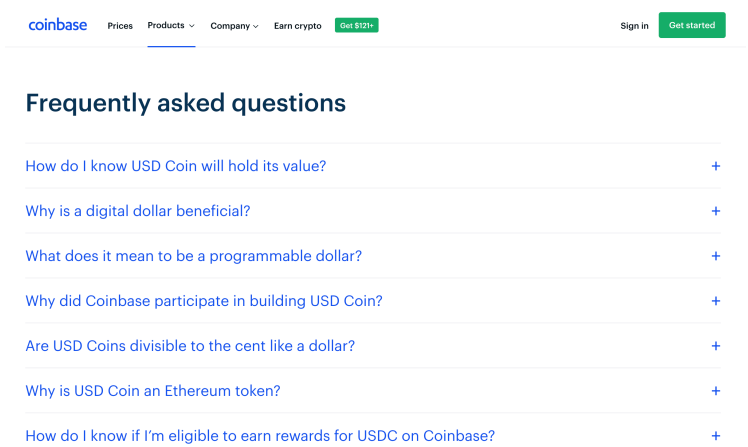 coinbase Prices Products Company Earn crypto Get $121+ Sign in Get started
Frequently asked questions
How do I know USD Coin will hold its value? +
Why is a digital dollar beneficial? +
What does it mean to be a programmable dollar? +
Why did Coinbase participate in building USD Coin? +
Are USD Coins divisible to the cent like a dollar? +
Why is USD Coin an Ethereum token? +
How do I know if I’m eligible to earn rewards for USDC on Coinbase? +